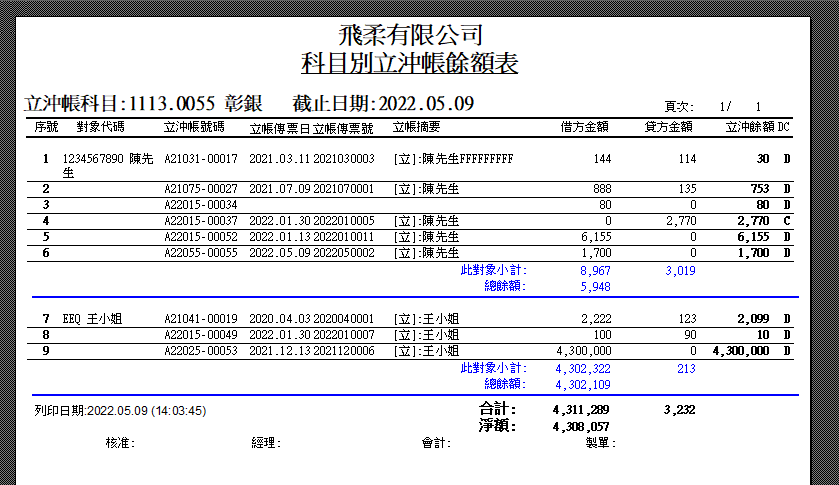 飛柔有限公司
科目別立沖帳餘額表
立沖帳科目:1113.0055 彰銀 截止日期:2022.05.09 頁次: 1/ 1
序號 對象代碼 立沖帳號碼 立帳傳票日 立帳傳票號 立帳摘要 借方金額 貸方金額 立沖餘額 DC
1 1234567890 陳先生 A21031-00017 2021.03.11 2021030003 [立]:陳先生FFFFFFFFF 144 114 30 D
2 A21075-00027 2021.07.09 2021070001 [立]:陳先生 888 135 753 D
3 A22015-00034 80 0 80 D
4 A22015-00037 2022.01.30 2022010005 [立]:陳先生 0 2,770 2,770 C
5 A22015-00052 2022.01.13 2022010011 [立]:陳先生 6,155 0 6,155 D
6 A22055-00055 2022.05.09 2022050002 [立]:陳先生 1,700 0 1,700 D
此對象小計: 8,967 3,019
總餘額: 5,948
7 EEQ 王小姐 A21041-00019 2020.04.03 2020040001 [立]:王小姐 2,222 123 2,099 D
8 A22015-00049 2022.01.30 2022010007 [立]:王小姐 100 90 10 D
9 A22025-00053 2021.12.13 2021120006 [立]:王小姐 4,300,000 0 4,300,000 D
此對象小計: 4,302,322 213
總餘額: 4,302,109
列印日期:2022.05.09 (14:03:45) 合計: 4,311,289 3,232
淨額: 4,308,057
核准: 經理: 會計: 製單: